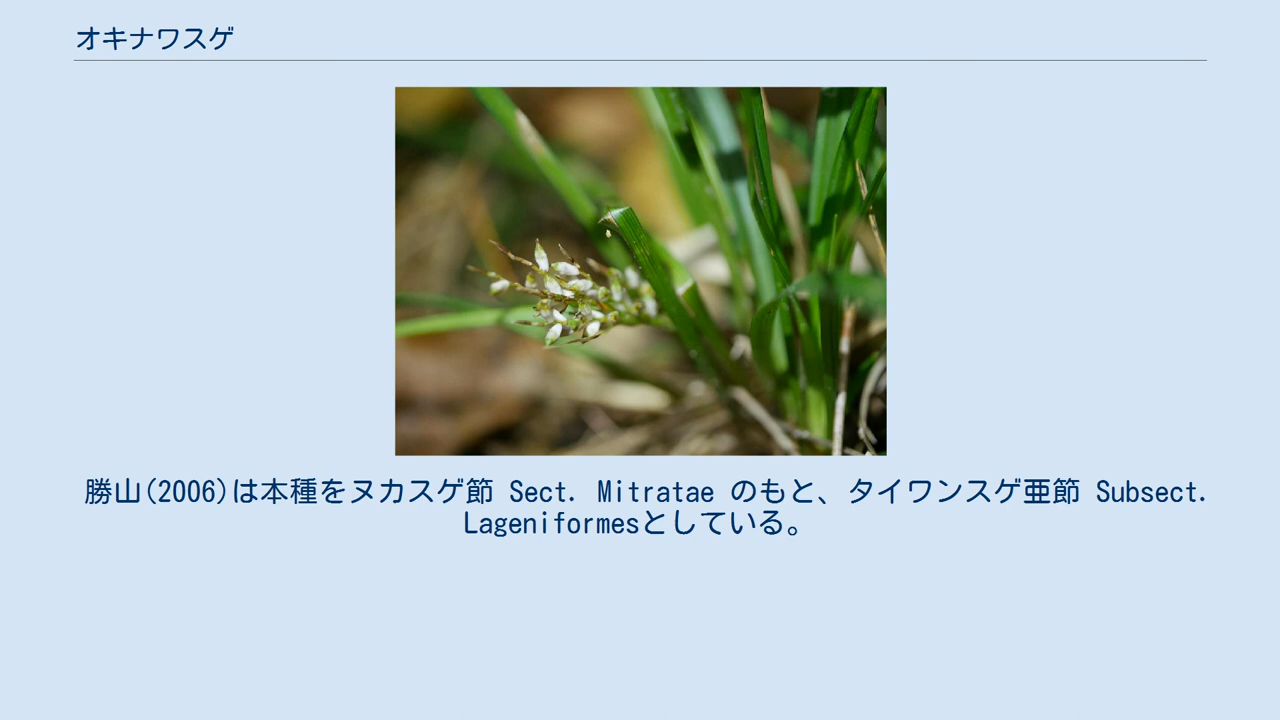 オキナワスゲ
勝山(2006)は本種をヌカスゲ節 Sect. Mitratae のもと、タイワンスゲ亜節 Subsect.
Lageniformesとしている。